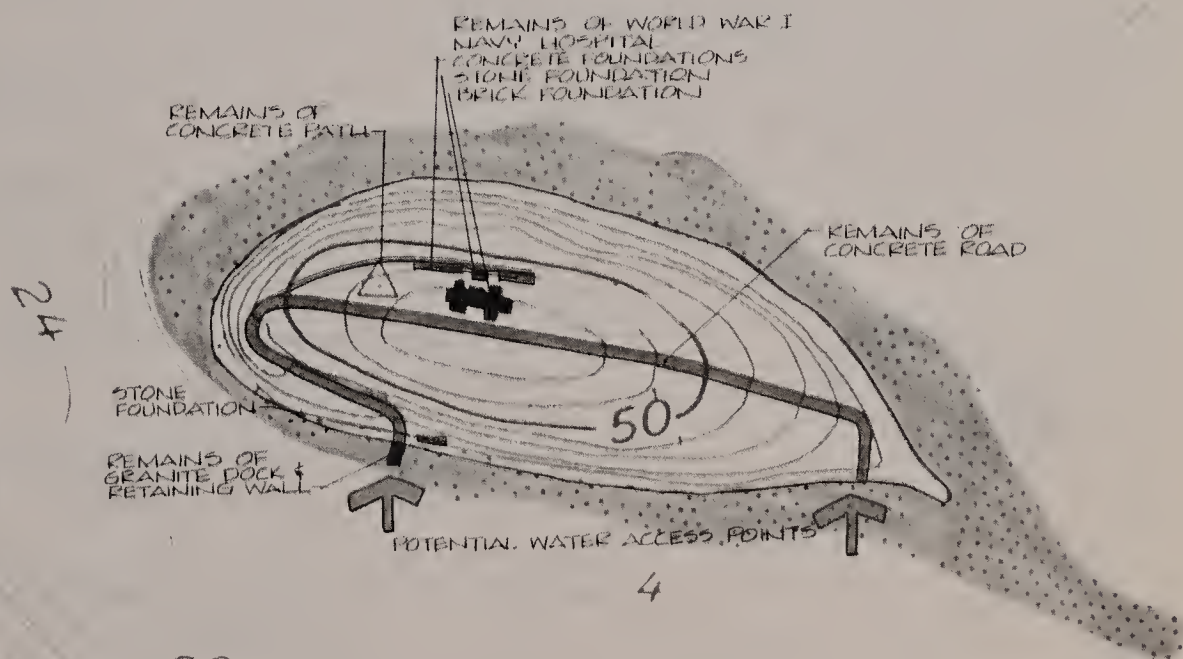 REMAINS OF WORLD WAR I
NAVY HOSPITAL
CONCRETE FOUNDATIONS
STONE FOUNDATION
BRICK FOUNDATION
REMAINS OF
CONCRETE PATH
REMAINS OF
CONCRETE ROAD
24
STONE
FOUNDATION
50
REMAINS OF
GRANITE DOCK &
RETAINING WALL
POTENTIAL WATER ACCESS POINTS
4